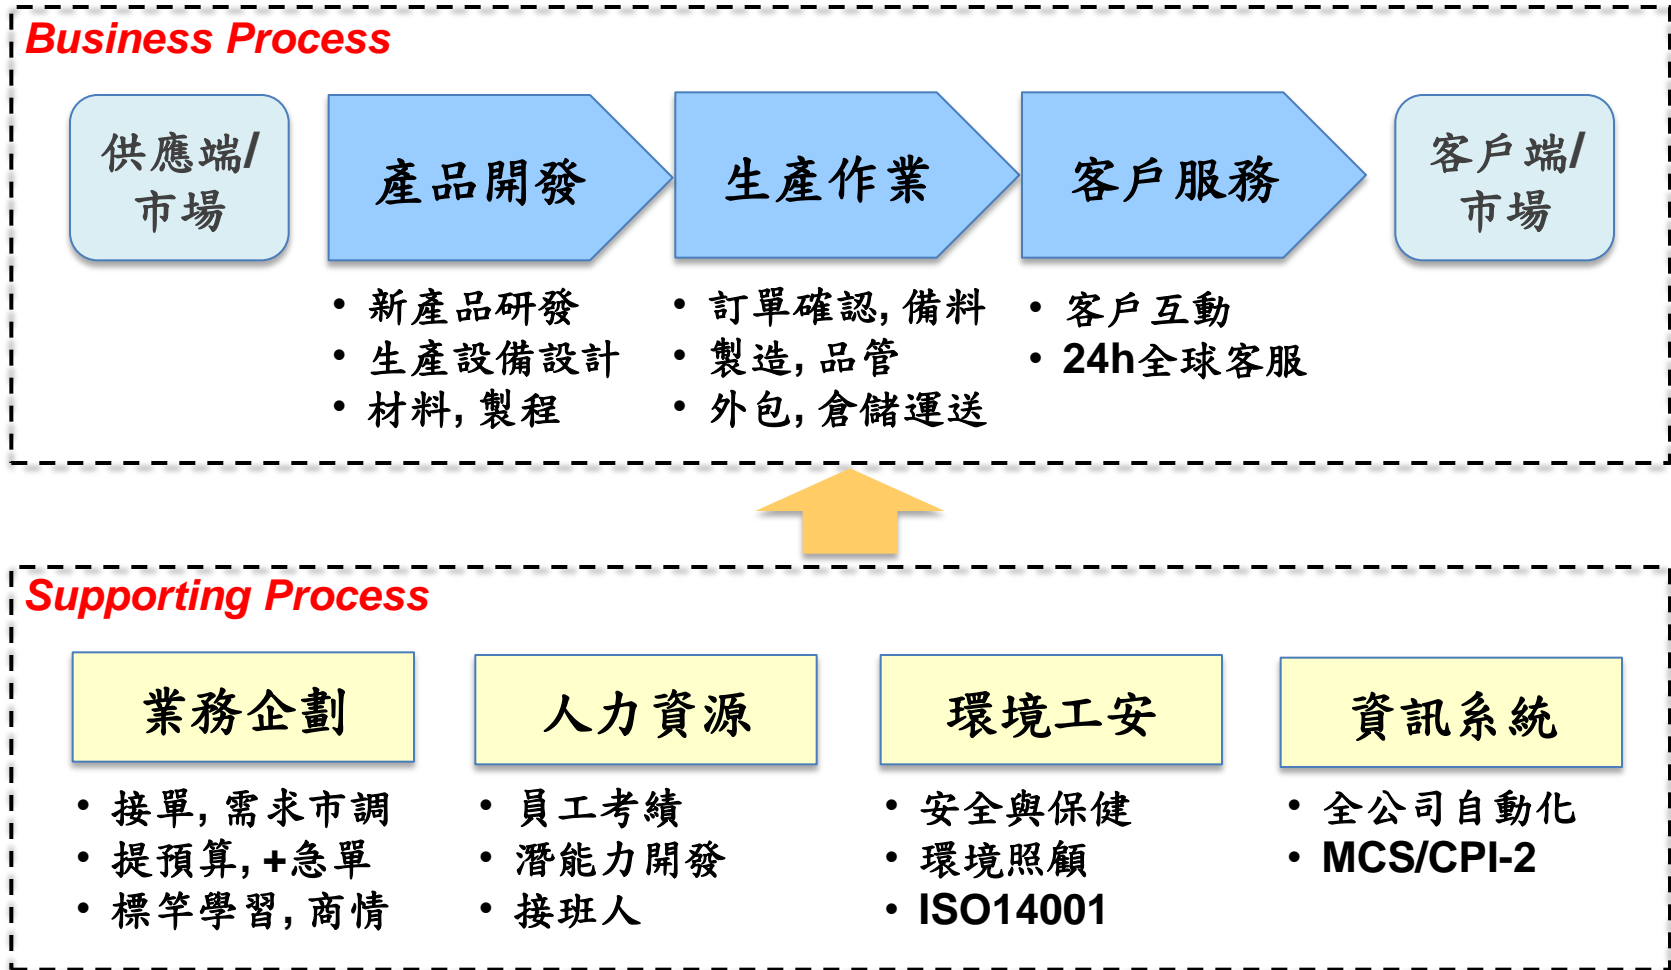 Business Process
供應端/
市場
產品開發
生產作業
客戶服務
客戶端/
市場
• 新產品研發
• 生產設備設計
• 材料, 製程
• 訂單確認, 備料
• 製造, 品管
• 外包, 倉儲運送
• 客戶互動
• 24h全球客服
Supporting Process
業務企劃
人力資源
環境工安
資訊系統
• 接單, 需求市調
• 提預算, +急單
• 標竿學習, 商情
• 員工考績
• 潛能力開發
• 接班人
• 安全與保健
• 環境照顧
• ISO14001
• 全公司自動化
• MCS/CPI-2